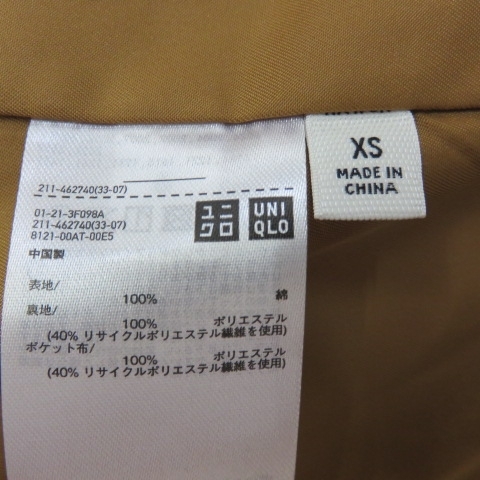 211-462740(33-07)
01-21-3F098A
211-462740(33-07)
8121-00AT-00E5
ユニクロ
UNIQLO
中国製
表地/
100% 綿
裏地/
100% ポリエステル
(40% リサイクルポリエステル繊維を使用)
ポケット布/
100% ポリエステル
(40% リサイクルポリエステル繊維を使用)
XS
MADE IN
CHINA